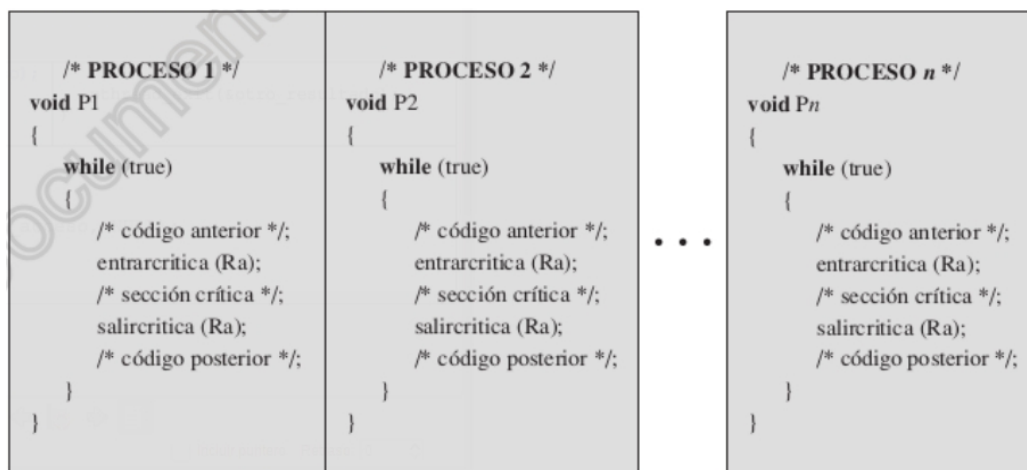 /* PROCESO 1 */
void P1
{
while (true)
{
/* código anterior */;
entrarcritica (Ra);
/* sección crítica */;
salircritica (Ra);
/* código posterior */;
}
}
/* PROCESO 2 */
void P2
{
while (true)
{
/* código anterior */;
entrarcritica (Ra);
/* sección crítica */;
salircritica (Ra);
/* código posterior */;
}
}
• • •
/* PROCESO n */
void Pn
{
while (true)
{
/* código anterior */;
entrarcritica (Ra);
/* sección crítica */;
salircritica (Ra);
/* código posterior */;
}
}